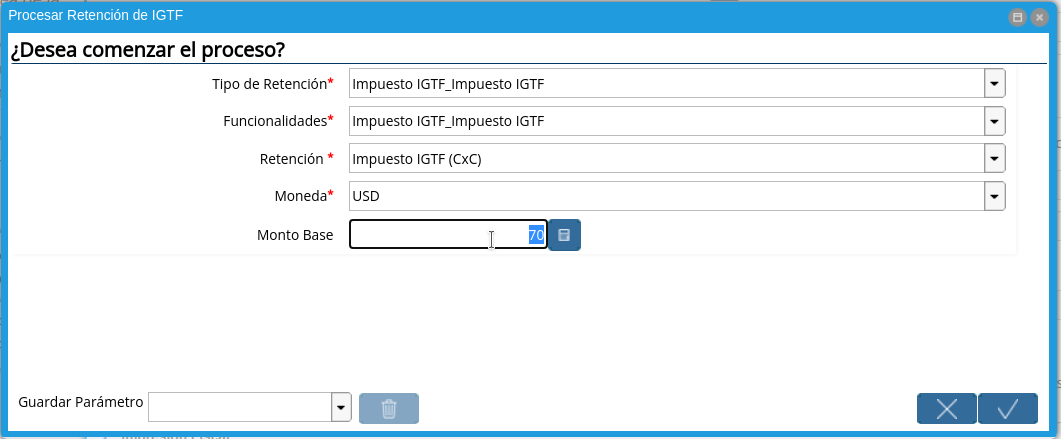 Procesar Retención de IGTF
¿Desea comenzar el proceso?
Tipo de Retención* Impuesto IGTF_Impuesto IGTF
Funcionalidades* Impuesto IGTF_Impuesto IGTF
Retención * Impuesto IGTF (CxC)
Moneda* USD
Monto Base 70
Guardar Parámetro